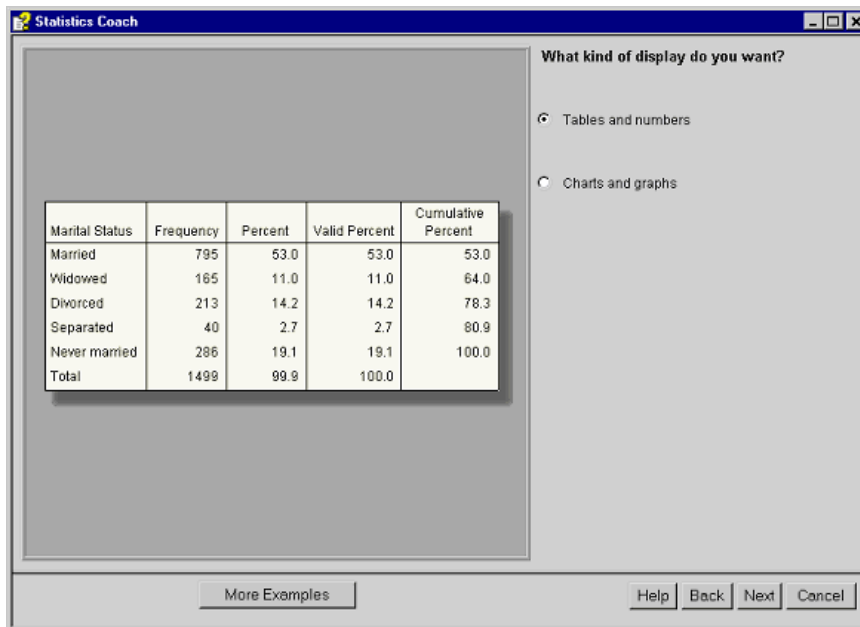 Statistics Coach
What kind of display do you want?
Tables and numbers
Charts and graphs
Marital Status Frequency Percent Valid Percent Cumulative Percent
Married 795 53.0 53.0 53.0
Widowed 165 11.0 11.0 64.0
Divorced 213 14.2 14.2 78.3
Separated 40 2.7 2.7 80.9
Never married 286 19.1 19.1 100.0
Total 1499 99.9 100.0
More Examples Help Back Next Cancel